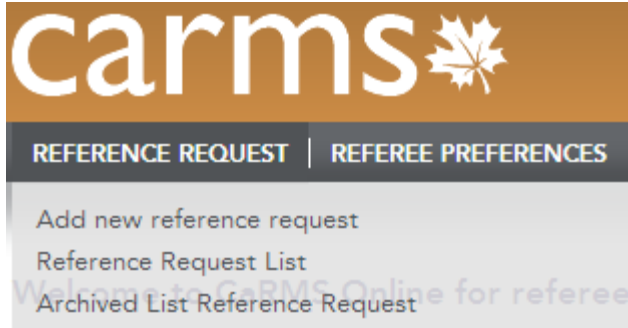 carms
REFERENCE REQUEST | REFEREE PREFERENCES
Add new reference request
Reference Request List
Welcome to CaRMS Online for referee
Archived List Reference Request